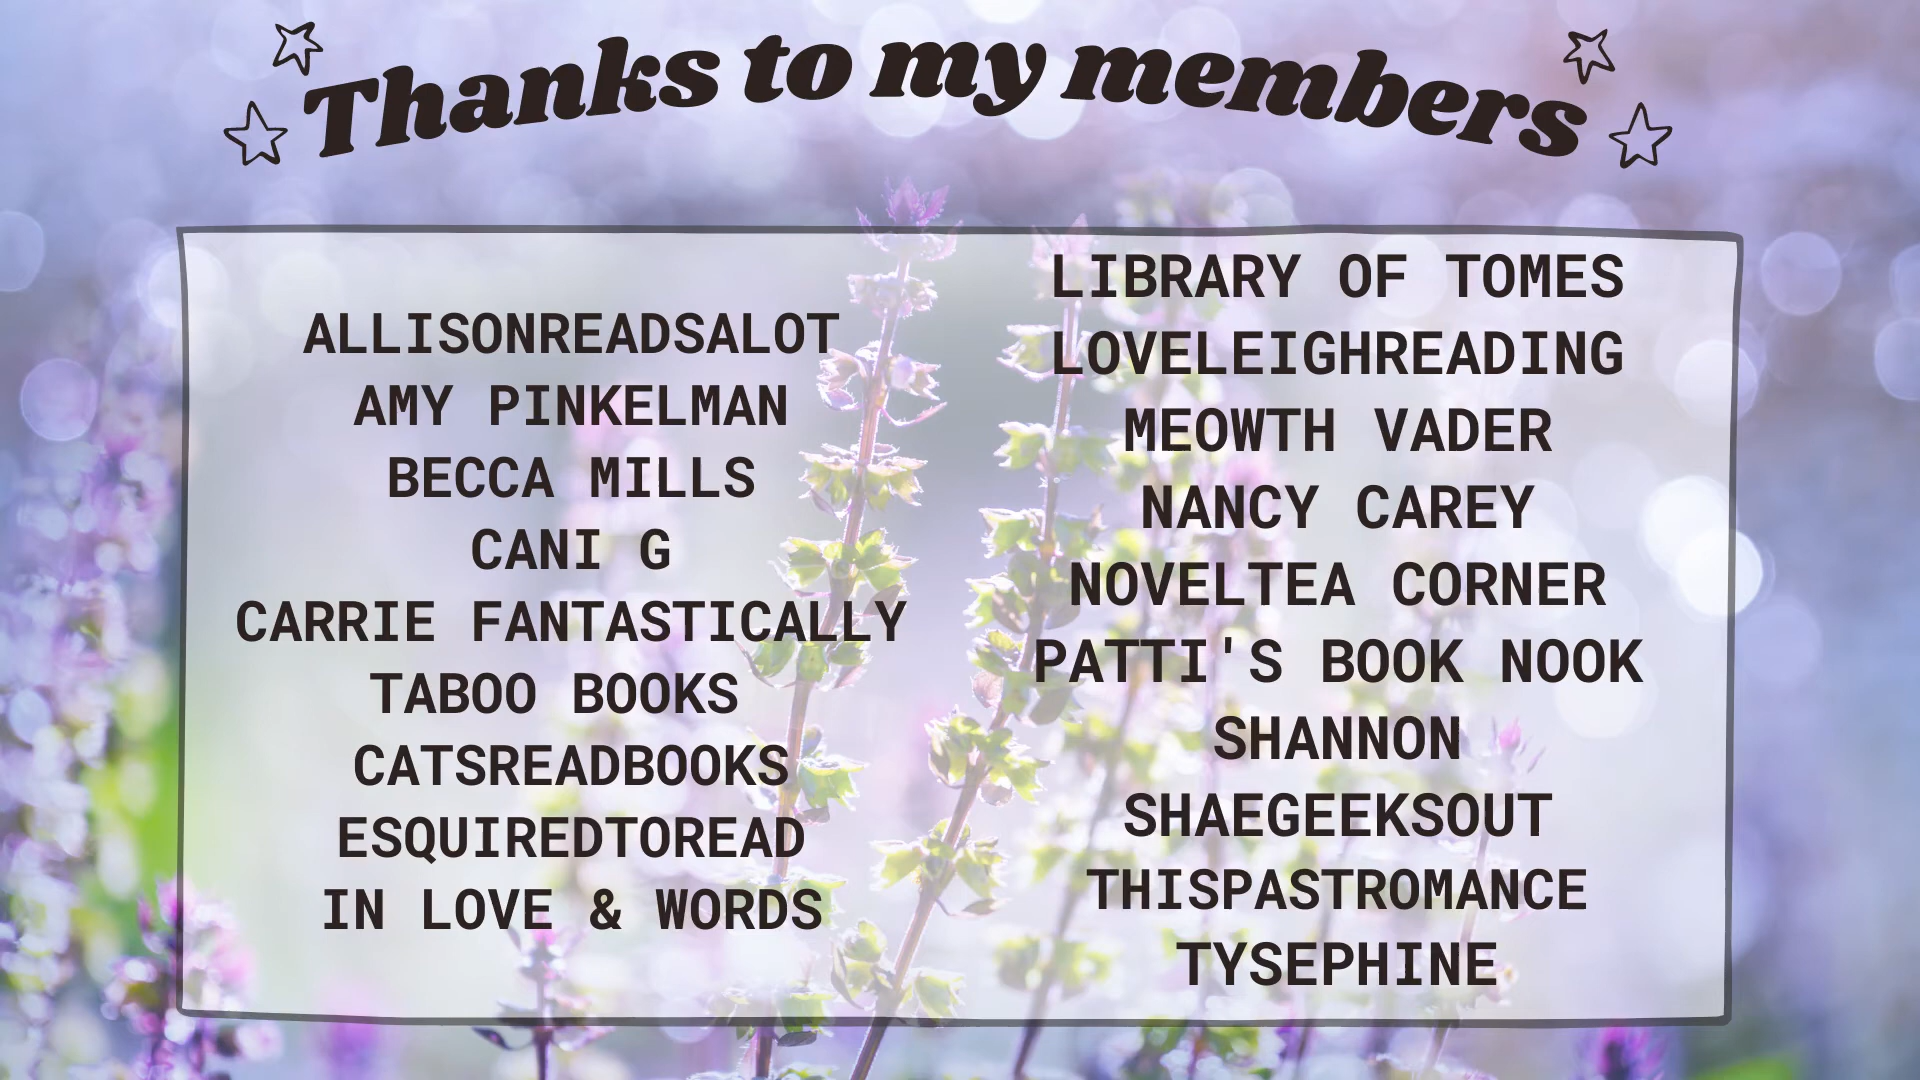 Thanks to my members
ALLISONREADSALOT
AMY PINKELMAN
BECCA MILLS
CANI G
CARRIE FANTASTICALLY
TABOO BOOKS
CATSREADBOOKS
ESQUIREDTOREAD
IN LOVE & WORDS
LIBRARY OF TOMES
LOVELEIGHREADING
MEOWTH VADER
NANCY CAREY
NOVELTEA CORNER
PATTI'S BOOK NOOK
SHANNON
SHAEGEEKSOUT
THISPASTROMANCE
TYSEPHINE